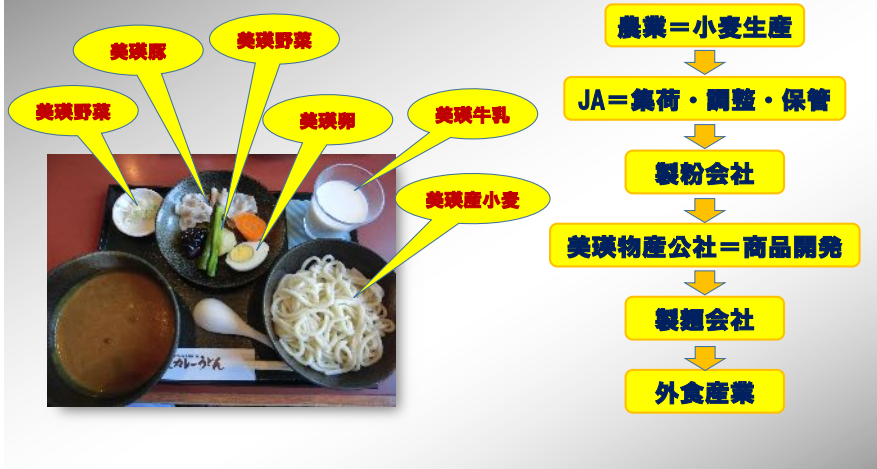 美瑛野菜
美瑛豚
美瑛野菜
美瑛卵
美瑛牛乳
美瑛産小麦
カレーうどん
農業＝小麦生産
JA＝集荷・調整・保管
製粉会社
美瑛物産公社＝商品開発
製麺会社
外食産業